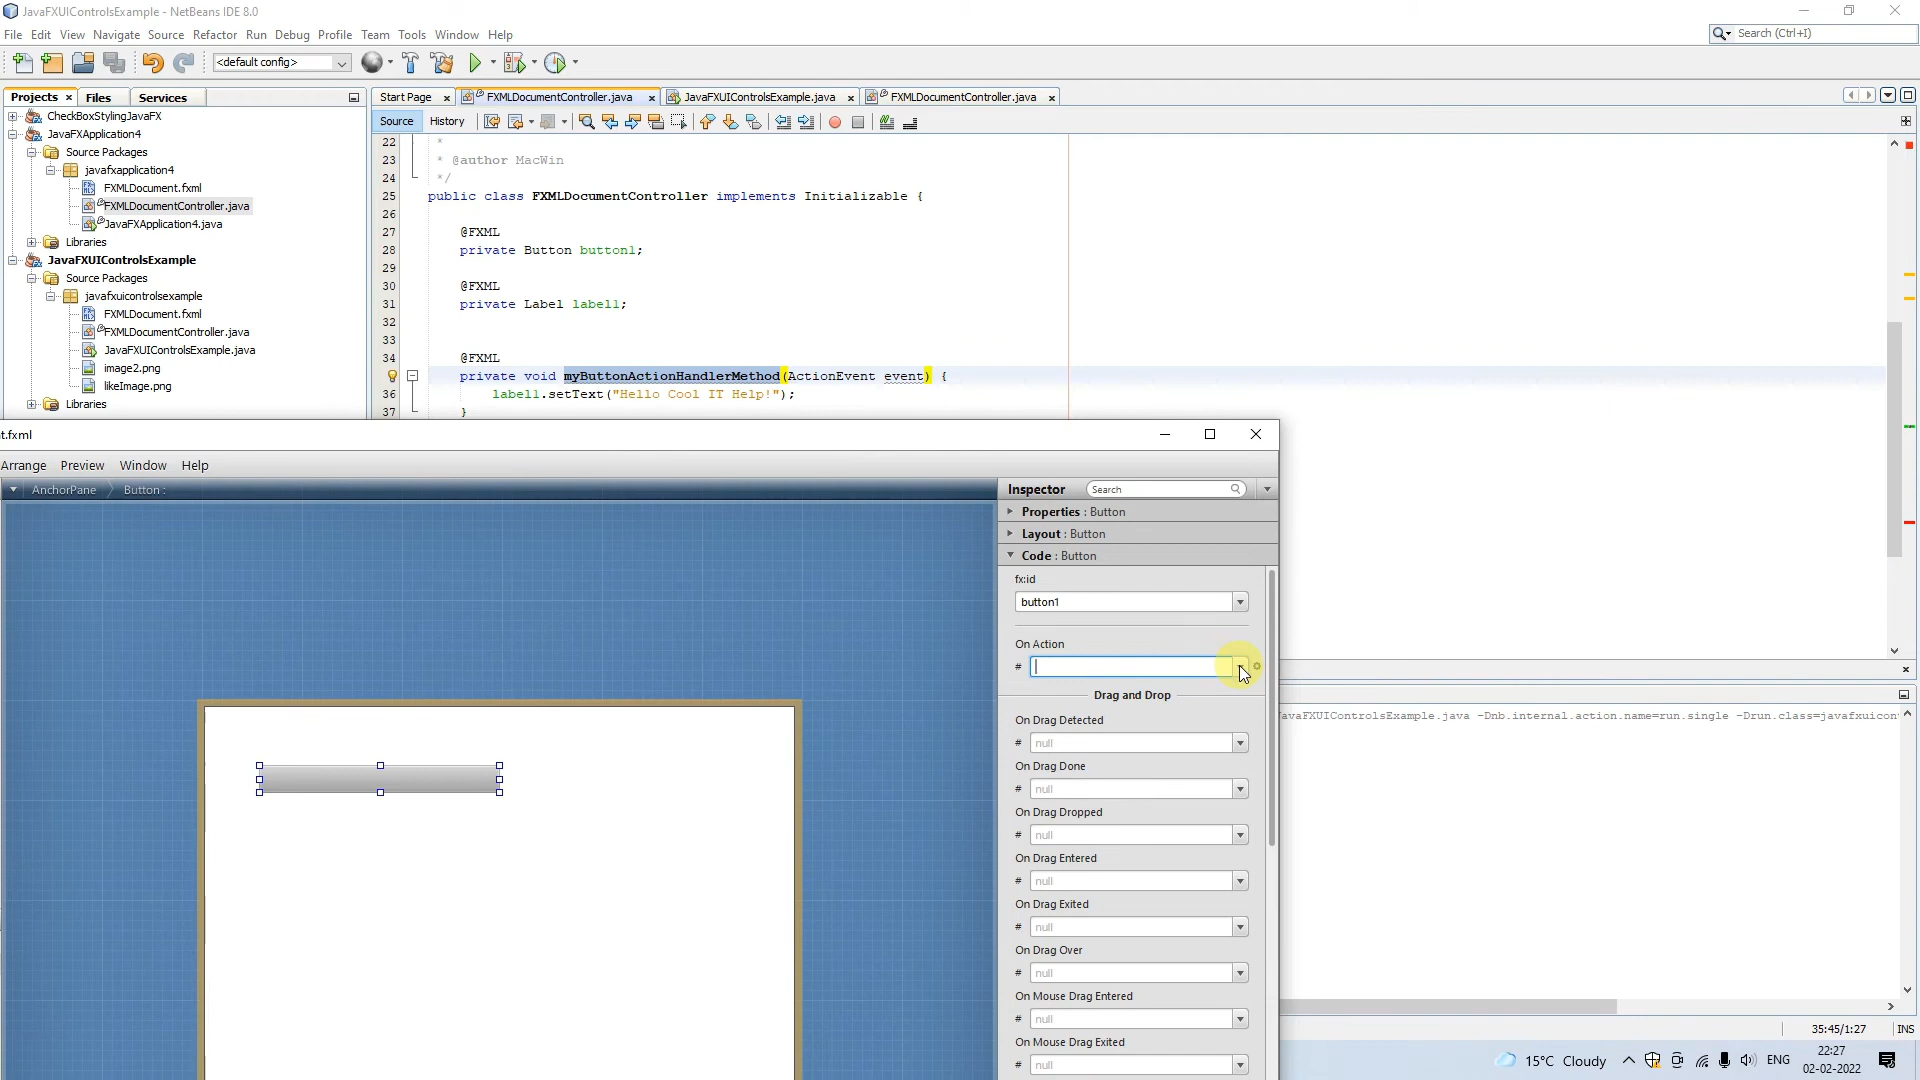 JavaFXUIControlsExample - NetBeans IDE 8.0
File Edit View Navigate Source Refactor Run Debug Profile Team Tools Window Help
Search (Ctrl+I)
<default config>
Projects Files Services
Start Page FXMLDocumentController.java JavaFXUIControlsExample.java FXMLDocumentController.java
Source History
CheckBoxStylingJavaFX
JavaFXApplication4
Source Packages
javafxapplication4
FXMLDocument.fxml
FXMLDocumentController.java
JavaFXApplication4.java
Libraries
JavaFXUIControlsExample
Source Packages
javafxuicontrolsexample
FXMLDocument.fxml
FXMLDocumentController.java
JavaFXUIControlsExample.java
image2.png
likeImage.png
Libraries
22 *
23 * @author MacWin
24 */
25 public class FXMLDocumentController implements Initializable {
26
27 @FXML
28 private Button button1;
29
30 @FXML
31 private Label label1;
32
33
34 @FXML
private void myButtonActionHandlerMethod(ActionEvent event) {
36 label1.setText("Hello Cool IT Help!");
37 }
t.fxml
Arrange Preview Window Help
AnchorPane Button :
Inspector Search
Properties : Button
Layout : Button
Code : Button
fx:id
button1
On Action
#
Drag and Drop
On Drag Detected
# null
On Drag Done
# null
On Drag Dropped
# null
On Drag Entered
# null
On Drag Exited
# null
On Drag Over
# null
On Mouse Drag Entered
# null
On Mouse Drag Exited
# null
avaFXUIControlsExample.java -Dnb.internal.action.name=run.single -Drun.class=javafxuicon
35:45/1:27 INS
15°C Cloudy ENG 22:27
02-02-2022